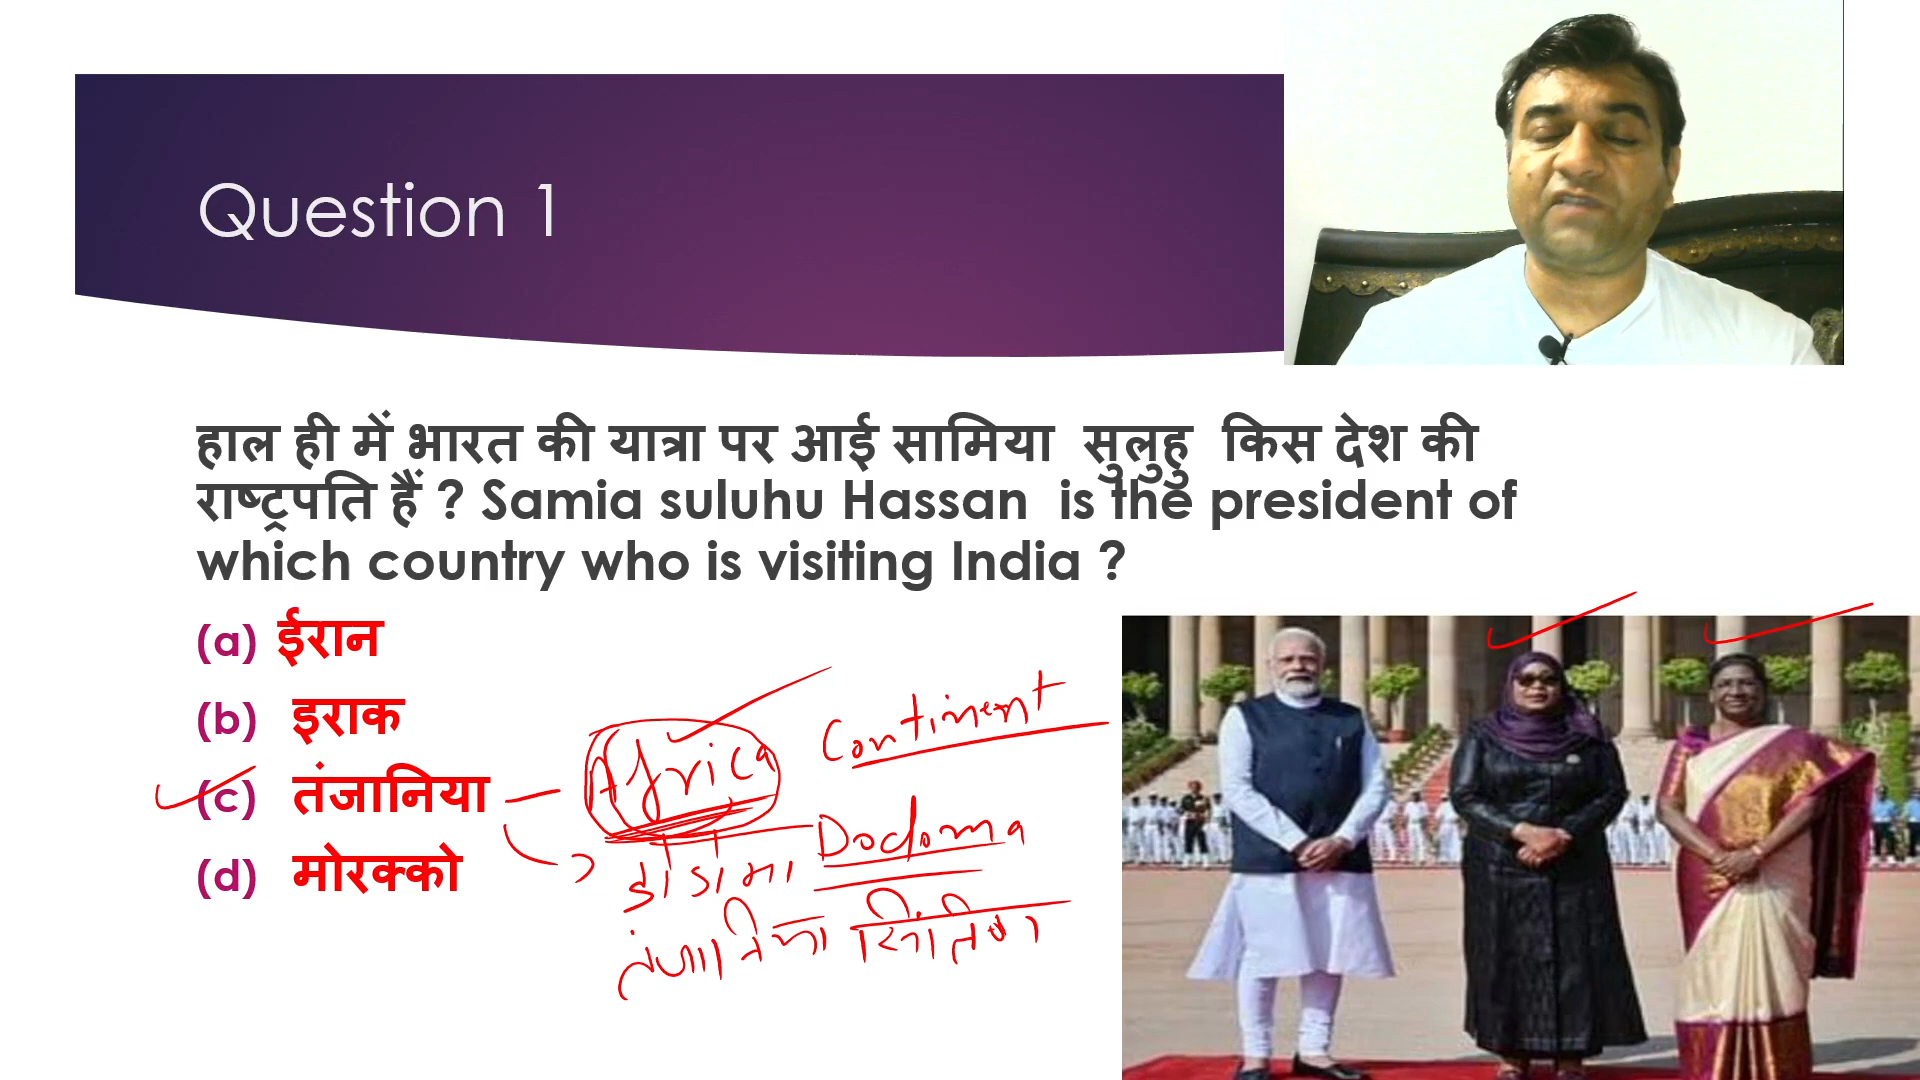 Question 1
हाल ही में भारत की यात्रा पर आई सामिया सुलुहु किस देश की
राष्ट्रपति हैं ? Samia suluhu Hassan is the president of
which country who is visiting India ?
(a) ईरान
(b) इराक
(c) तंजानिया
(d) मोरक्को
Africa Continent
डोडोमा Dodoma